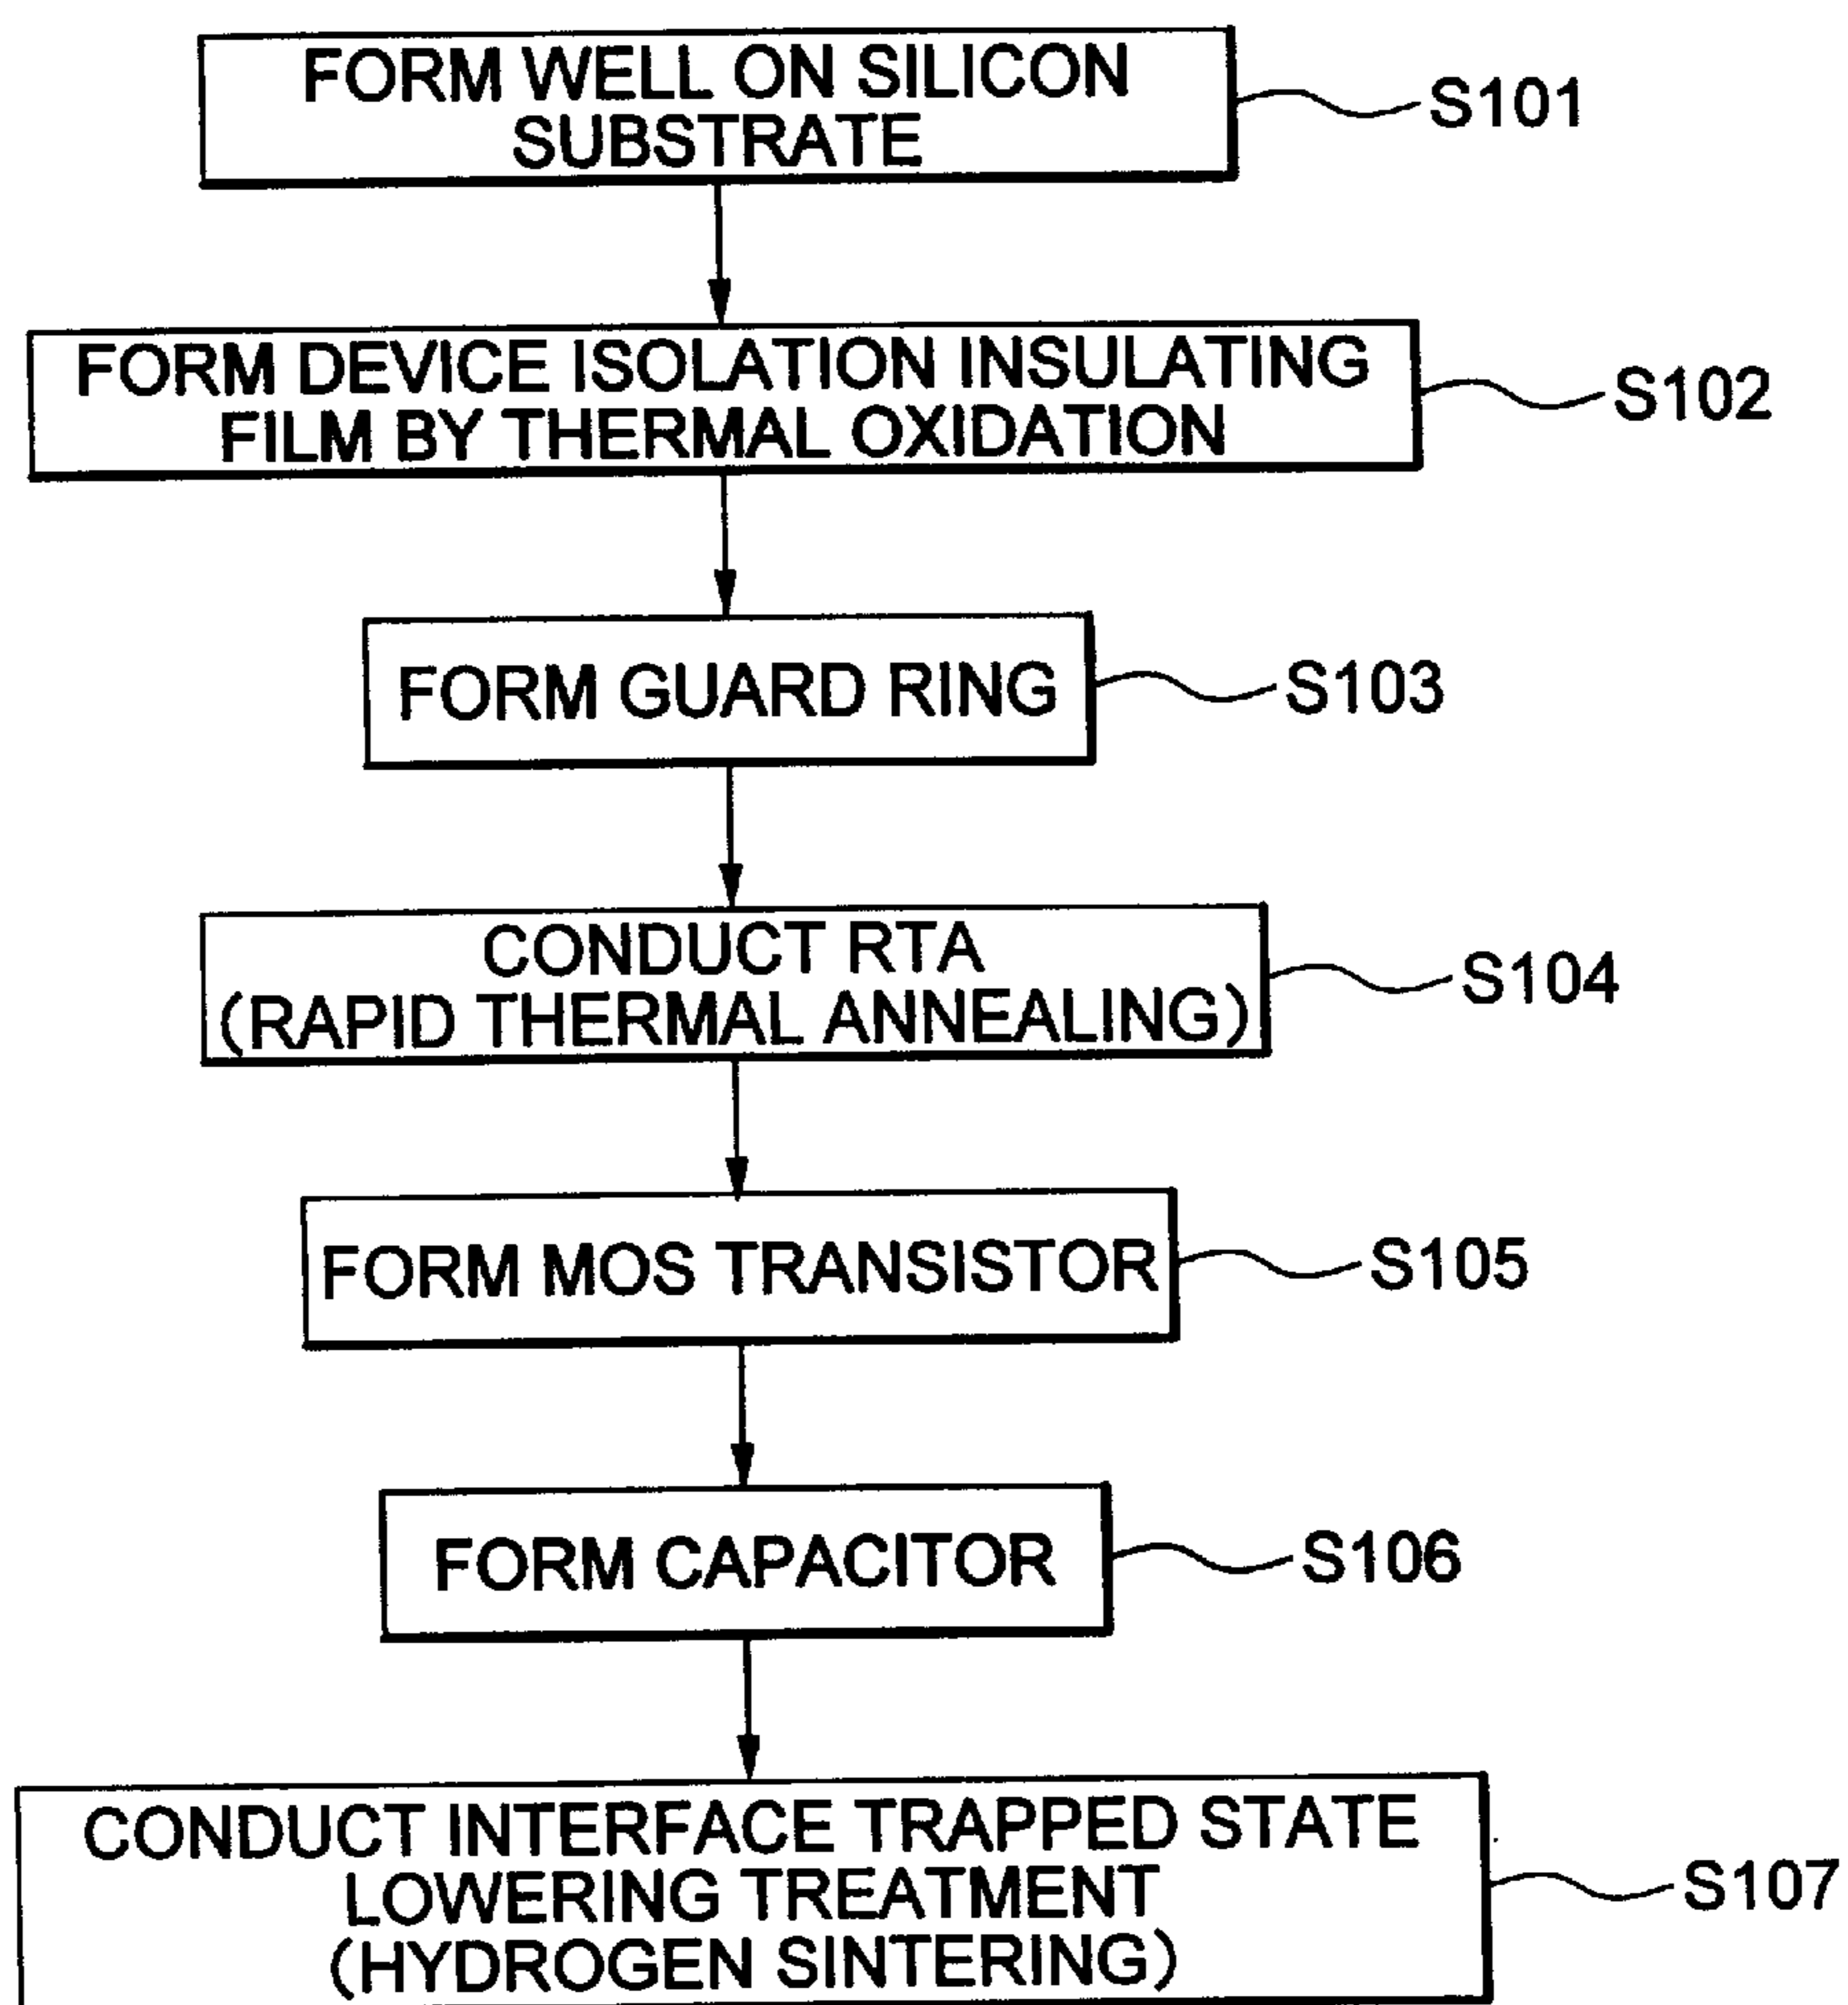 FORM WELL ON SILICON
SUBSTRATE
S101
FORM DEVICE ISOLATION INSULATING
FILM BY THERMAL OXIDATION
S102
FORM GUARD RING
S103
CONDUCT RTA
(RAPID THERMAL ANNEALING)
S104
FORM MOS TRANSISTOR
S105
FORM CAPACITOR
S106
CONDUCT INTERFACE TRAPPED STATE
LOWERING TREATMENT
(HYDROGEN SINTERING)
S107